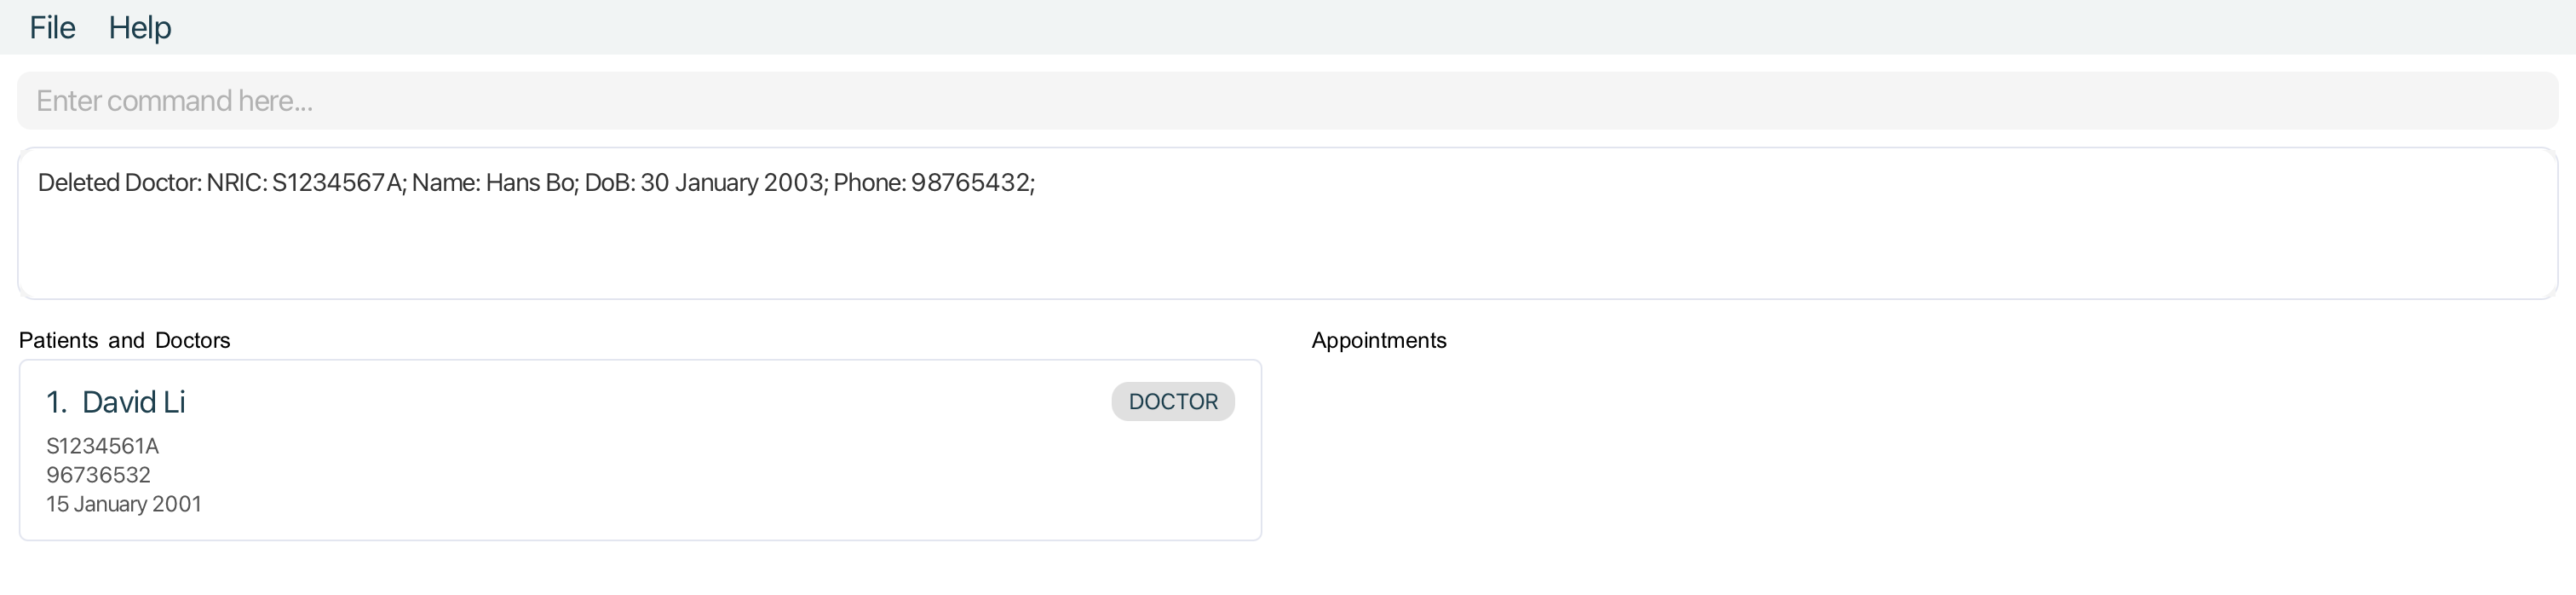 File Help
Enter command here...
Deleted Doctor: NRIC: S1234567A; Name: Hans Bo; DoB: 30 January 2003; Phone: 98765432;
Patients and Doctors
1. David Li
DOCTOR
S1234561A
96736532
15 January 2001
Appointments